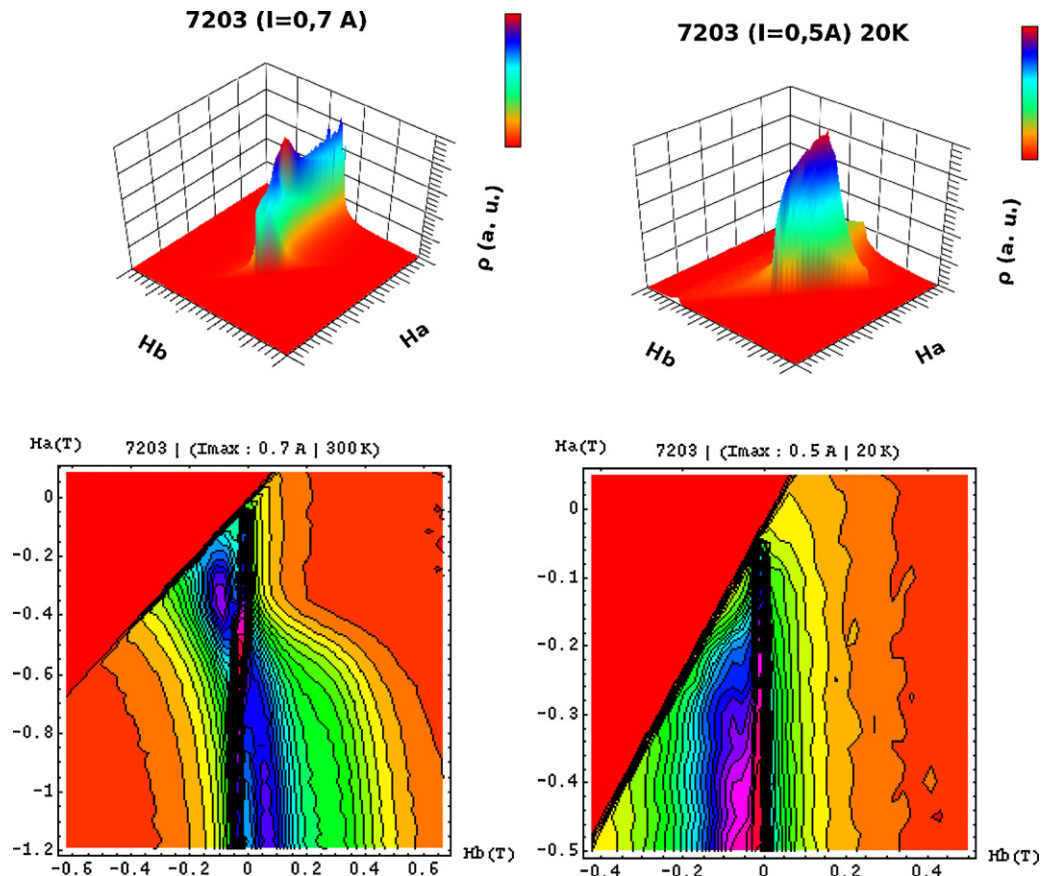 7203 (I=0,7 A)
7203 (I=0,5A) 20K
ρ (a. u.)
Hb
Ha
ρ (a. u.)
Hb
Ha
Ha(T)
7203 | (Imax : 0.7 A | 300 K)
0
-0.2
-0.4
-0.6
-0.8
-1
-1.2
-0.6 -0.4 -0.2 0 0.2 0.4 0.6
Hb(T)
Ha(T)
7203 | (Imax : 0.5 A | 20K)
0
-0.1
-0.2
-0.3
-0.4
-0.5
-0.4 -0.2 0 0.2 0.4
Hb(T)